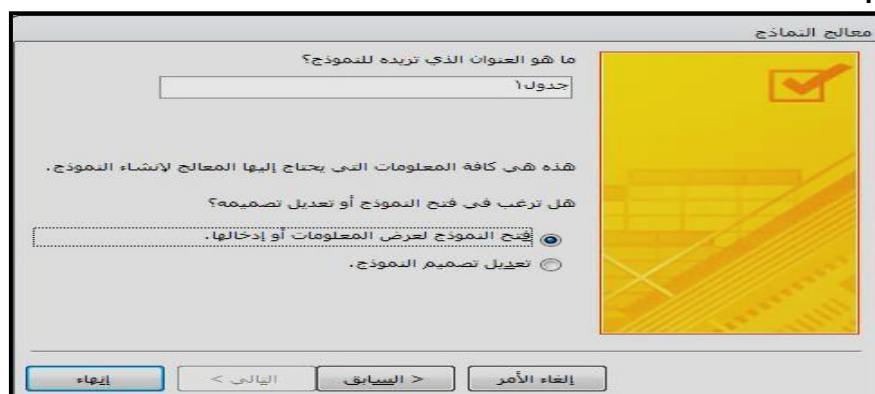 معالج النماذج
ما هو العنوان الذي تريده للنموذج؟
جدول١
هذه هي كافة المعلومات التي يحتاج إليها المعالج لإنشاء النموذج.
هل ترغب في فتح النموذج أو تعديل تصميمه؟
فتح النموذج لعرض المعلومات أو إدخالها.
تعديل تصميم النموذج.
إلغاء الأمر
< السابق
التالي >
إنهاء